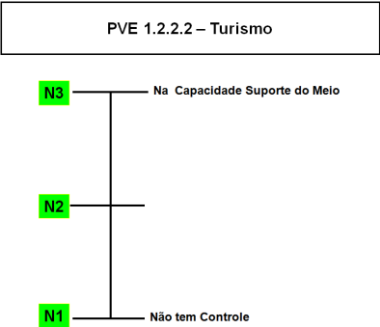 PVE 1.2.2.2 – Turismo
N3 Na Capacidade Suporte do Meio
N2
N1 Não tem Controle